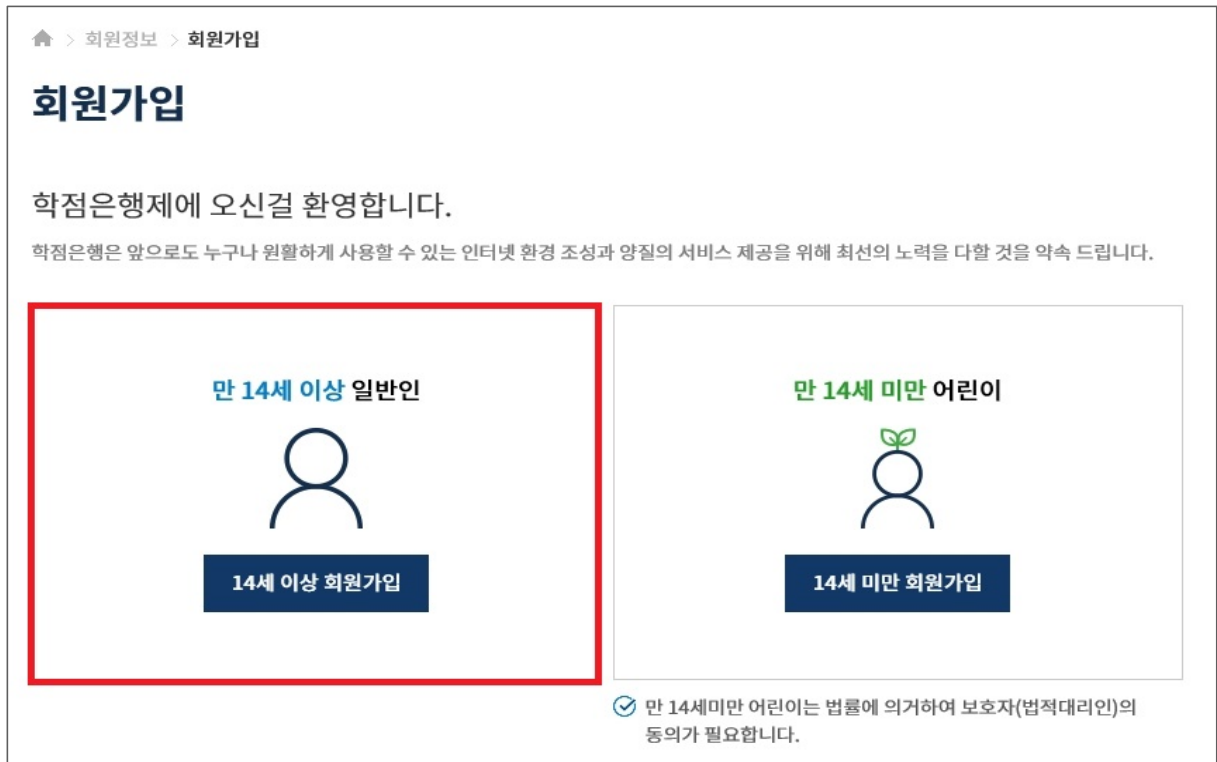 > 회원정보 > 회원가입
회원가입
학점은행제에 오신걸 환영합니다.
학점은행은 앞으로도 누구나 원활하게 사용할 수 있는 인터넷 환경 조성과 양질의 서비스 제공을 위해 최선의 노력을 다할 것을 약속 드립니다.
만 14세 이상 일반인
14세 이상 회원가입
만 14세 미만 어린이
14세 미만 회원가입
만 14세미만 어린이는 법률에 의거하여 보호자(법적대리인)의
동의가 필요합니다.